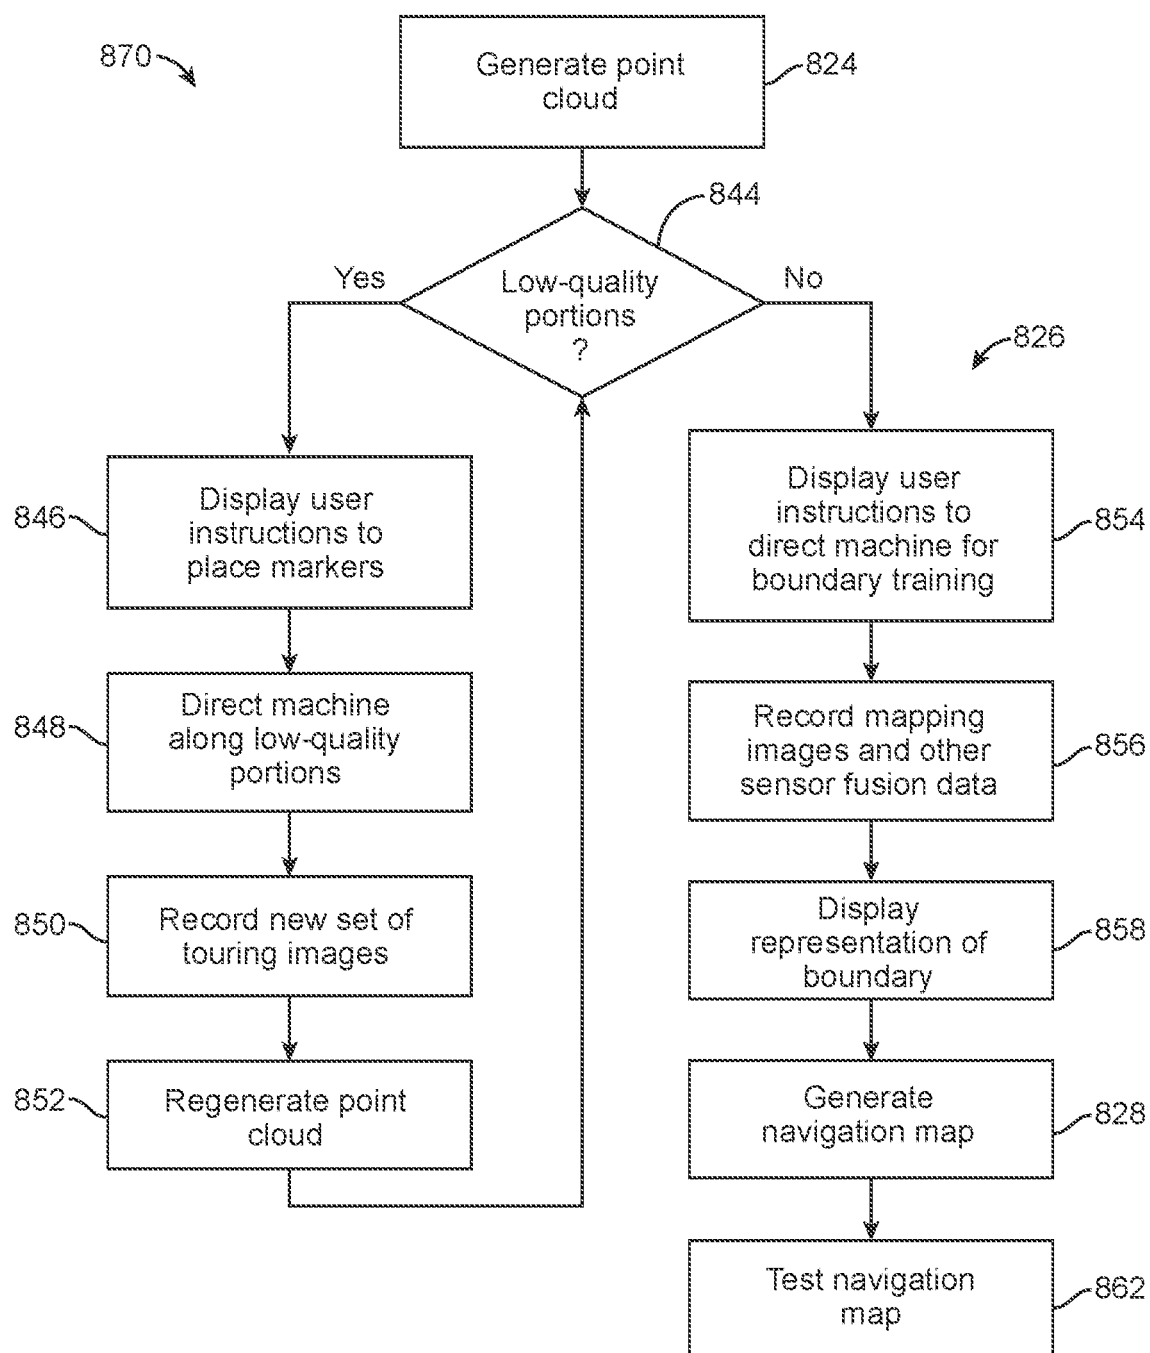 870
Generate point
cloud
824
844
Yes
Low-quality
portions
?
No
826
846
Display user
instructions to
place markers
Display user
instructions to
direct machine for
boundary training
854
848
Direct machine
along low-quality
portions
Record mapping
images and other
sensor fusion data
856
850
Record new set of
touring images
Display
representation of
boundary
858
852
Regenerate point
cloud
Generate
navigation map
828
Test navigation
map
862